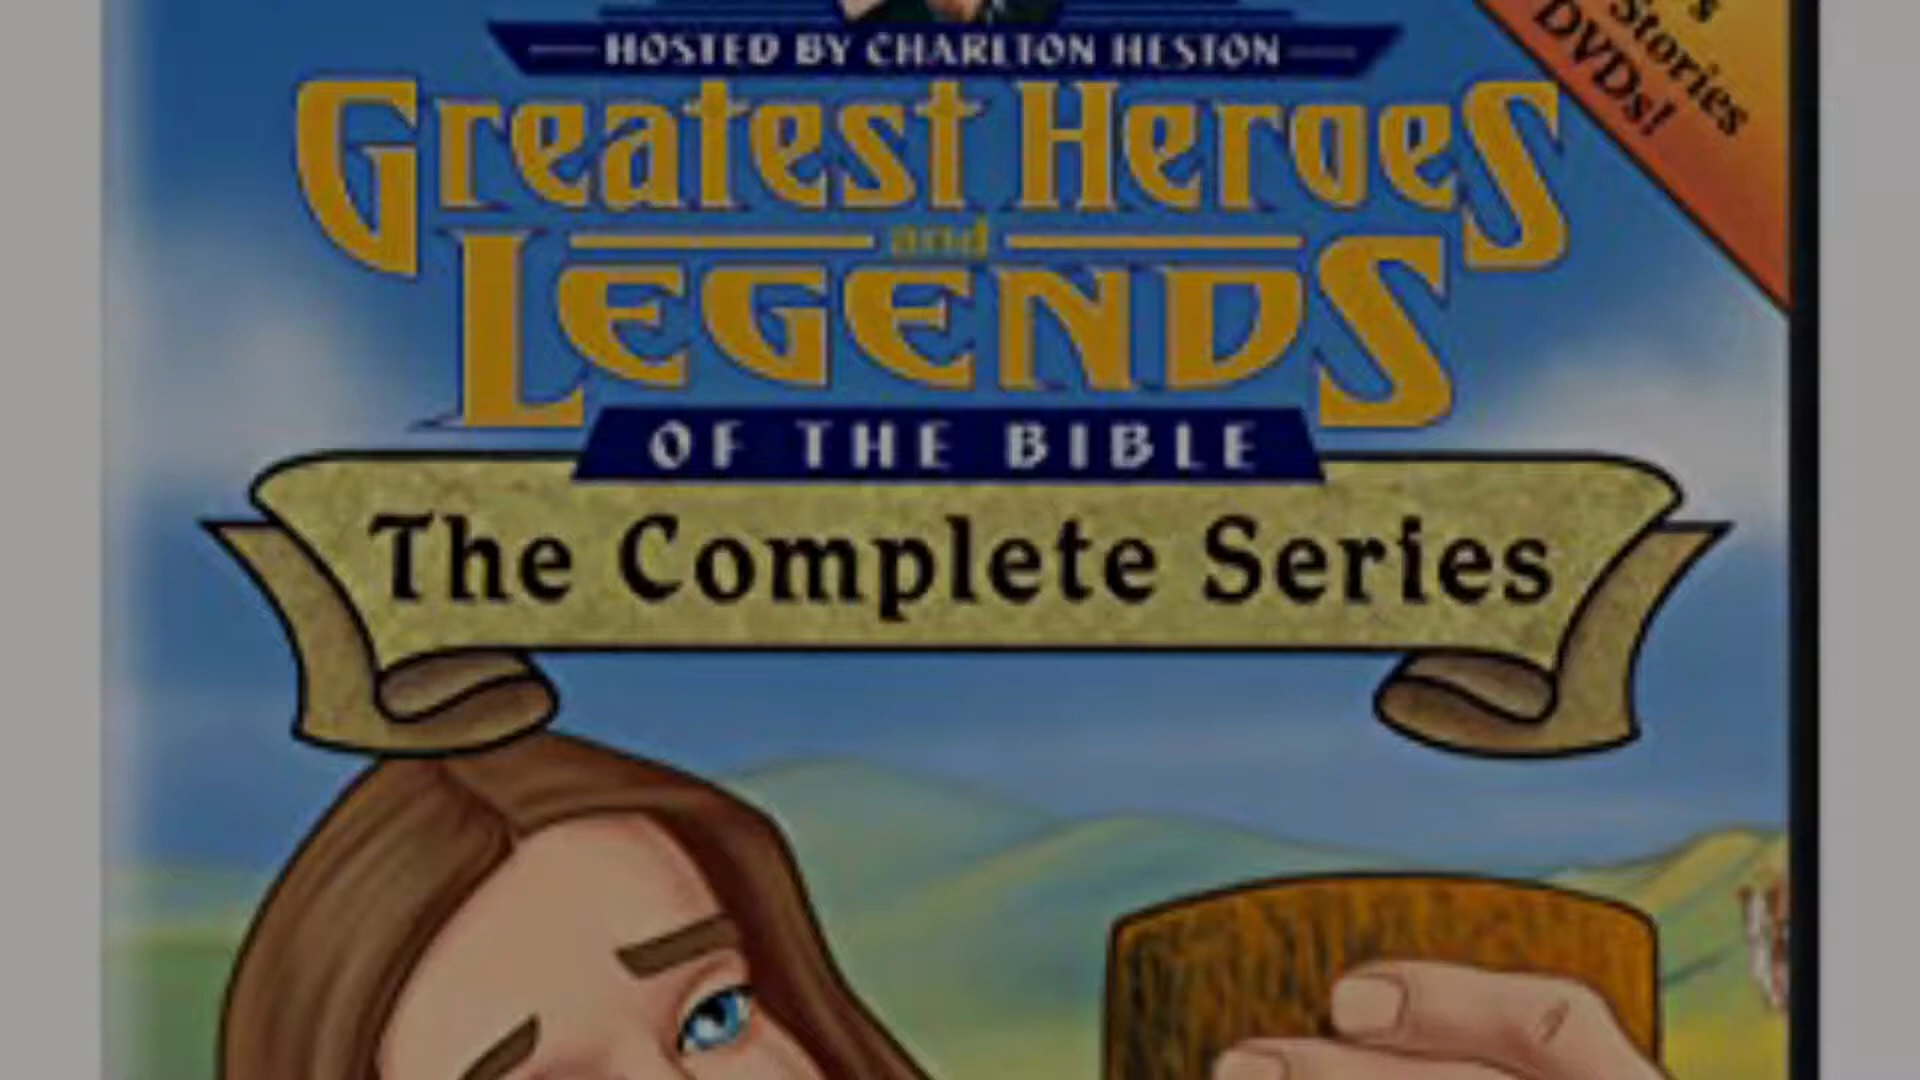 HOSTED BY CHARLTON HESTON
Greatest Heroes
and
LEGENDS
OF THE BIBLE
The Complete Series
Stories
DVDs!